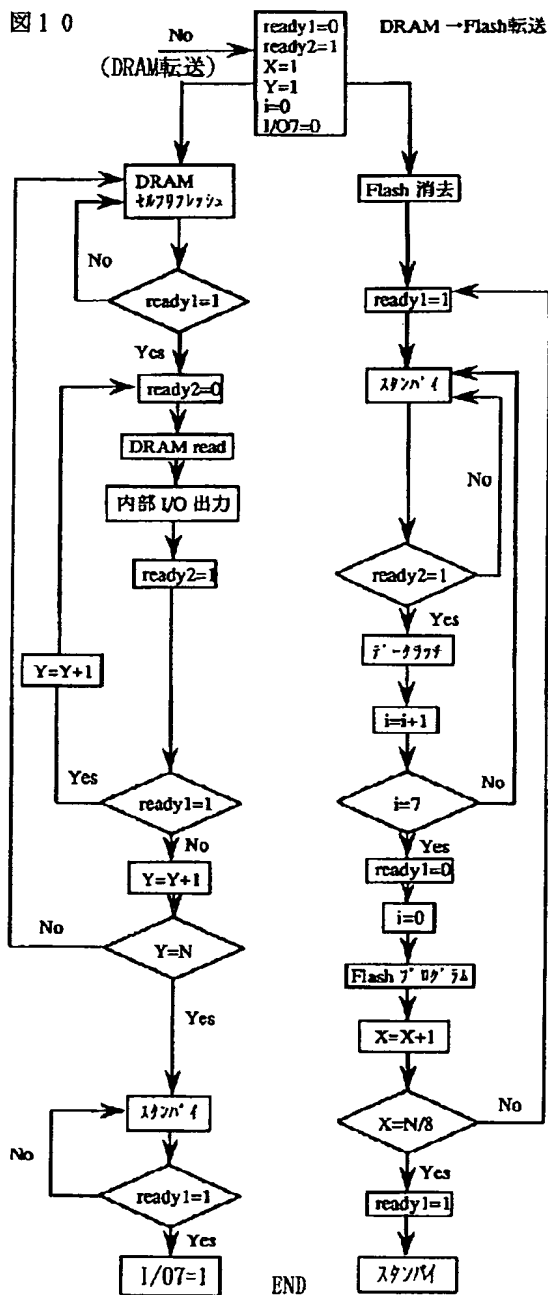 図10
No
(DRAM転送)
ready1=0
ready2=1
X=1
Y=1
i=0
I/O7=0
DRAM→Flash転送
DRAM
セルフリフレッシュ
No
ready1=1
Yes
ready2=0
DRAM read
内部 I/O 出力
ready2=1
Y=Y+1
Yes
ready1=1
No
Y=Y+1
No
Y=N
Yes
スタンバイ
No
ready1=1
Yes
I/O7=1
END
Flash 消去
ready1=1
スタンバイ
No
ready2=1
Yes
データラッチ
i=i+1
i=7
No
Yes
ready1=0
i=0
Flash プログラム
X=X+1
X=N/8
No
Yes
ready1=1
スタンバイ